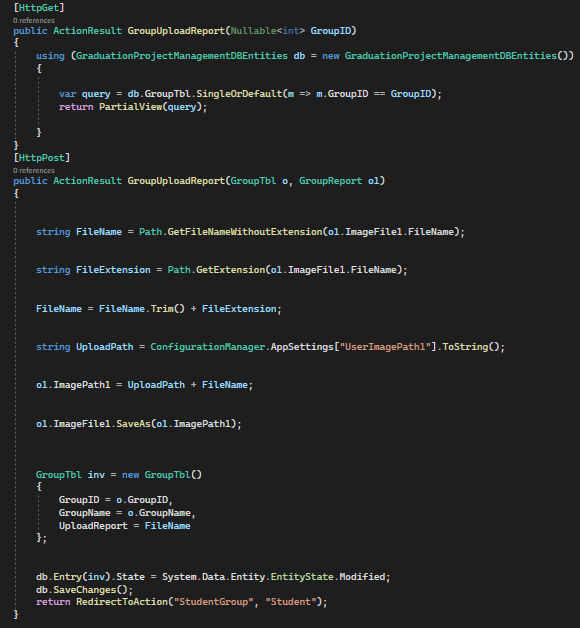 [HttpGet]
0 references
public ActionResult GroupUploadReport(Nullable<int> GroupID)
{
using (GraduationProjectManagementDBEntities db = new GraduationProjectManagementDBEntities())
{
var query = db.GroupTbl.SingleOrDefault(m => m.GroupID == GroupID);
return PartialView(query);
}
}
[HttpPost]
0 references
public ActionResult GroupUploadReport(GroupTbl o, GroupReport o1)
{
string FileName = Path.GetFileNameWithoutExtension(o1.ImageFile1.FileName);
string FileExtension = Path.GetExtension(o1.ImageFile1.FileName);
FileName = FileName.Trim() + FileExtension;
string UploadPath = ConfigurationManager.AppSettings["UserImagePath1"].ToString();
o1.ImagePath1 = UploadPath + FileName;
o1.ImageFile1.SaveAs(o1.ImagePath1);
GroupTbl inv = new GroupTbl()
{
GroupID = o.GroupID,
GroupName = o.GroupName,
UploadReport = FileName
};
db.Entry(inv).State = System.Data.Entity.EntityState.Modified;
db.SaveChanges();
return RedirectToAction("StudentGroup", "Student");
}